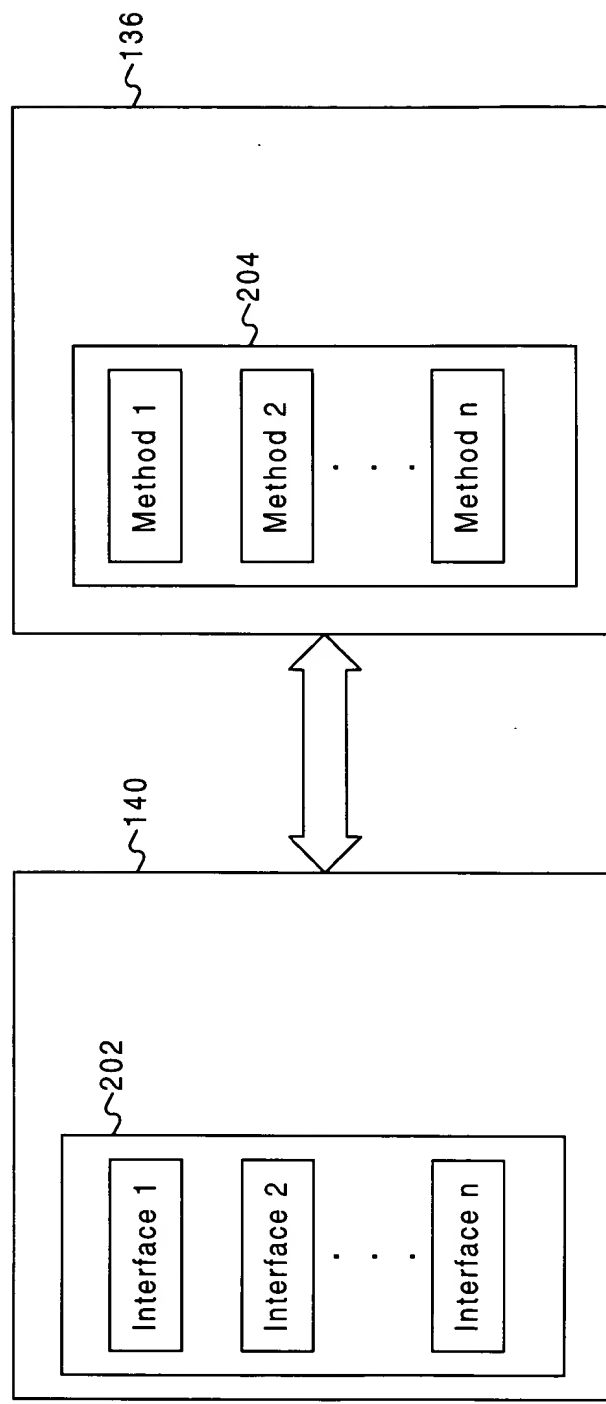 140
202
Interface 1
Interface 2
. . .
Interface n
136
204
Method 1
Method 2
. . .
Method n